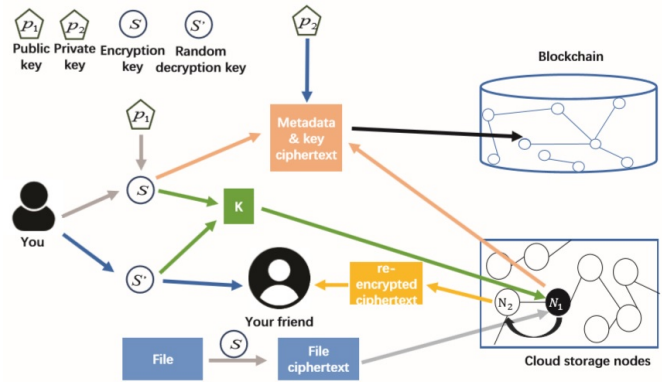 p₁
p₂
S
S'
Public
key
Private
key
Encryption
key
Random
decryption key
p₂
Blockchain
p₁
Metadata
& key
ciphertext
S
K
You
S'
re-
encrypted
ciphertext
N₂
N₁
Your friend
S
File
File
ciphertext
Cloud storage nodes